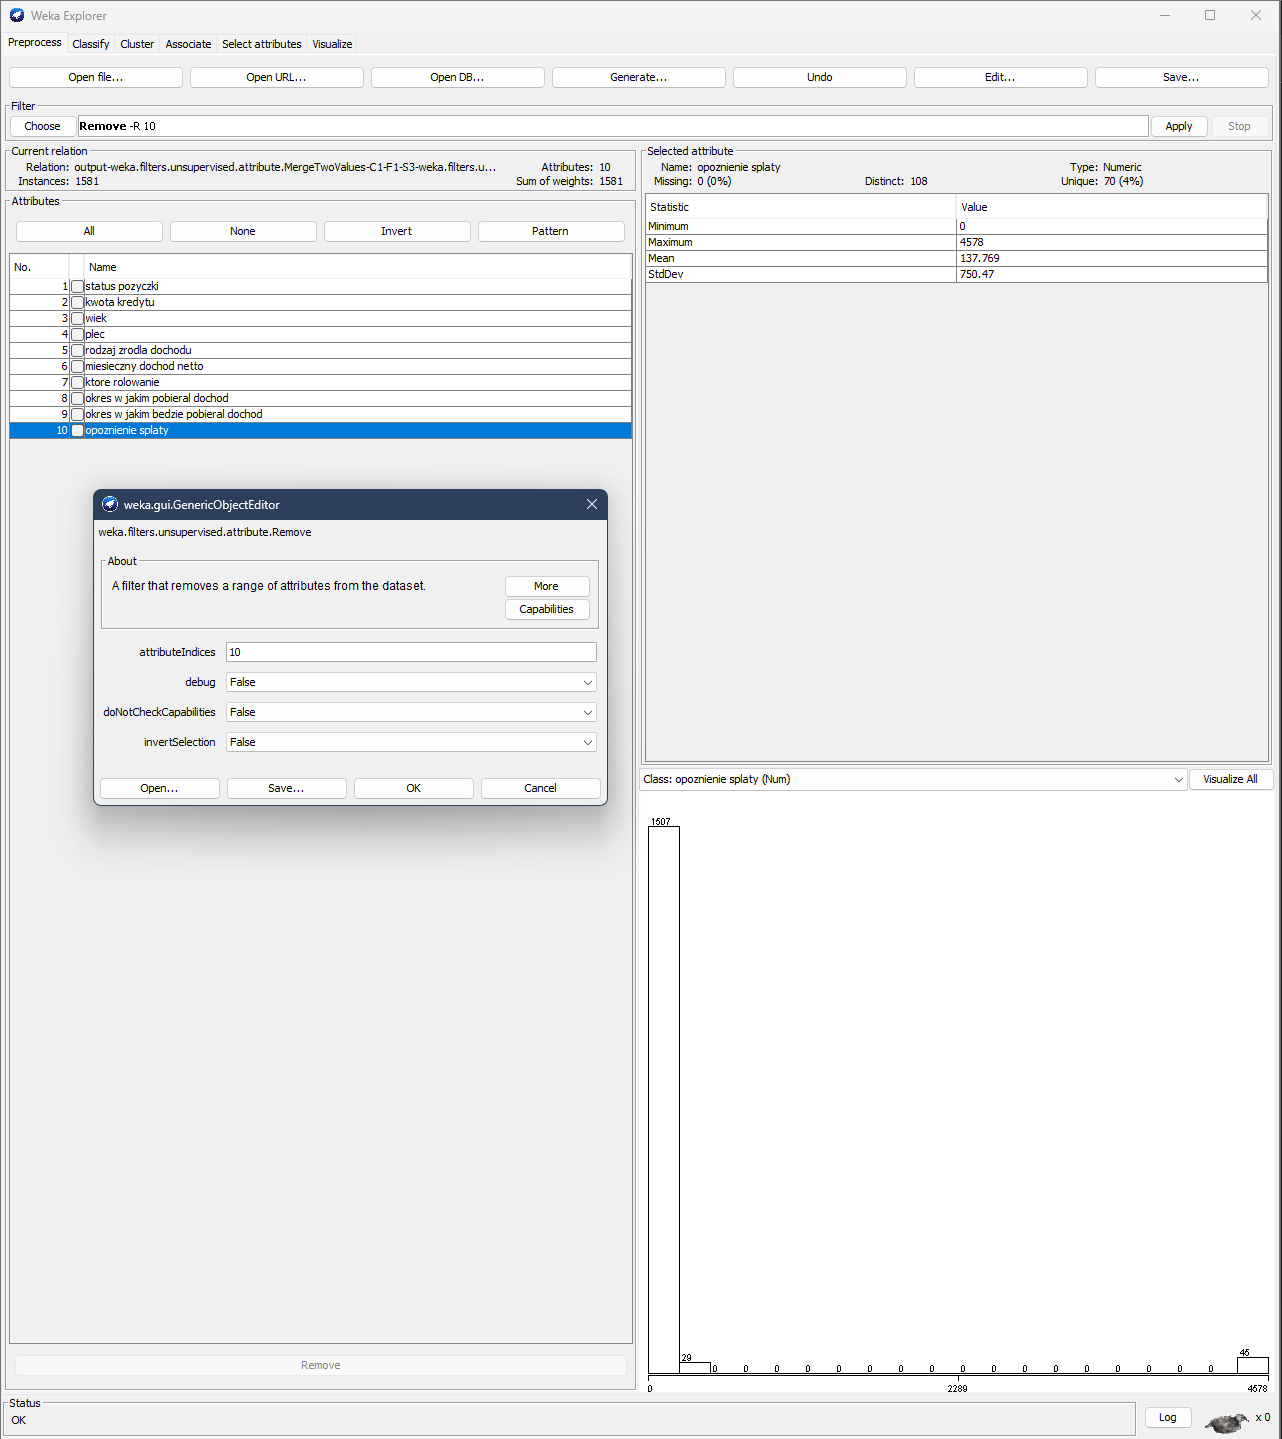 Weka Explorer
Preprocess Classify Cluster Associate Select attributes Visualize
Open file... Open URL... Open DB... Generate... Undo Edit... Save...
Filter
Choose Remove -R 10 Apply Stop
Current relation
Relation: output-weka.filters.unsupervised.attribute.MergeTwoValues-C1-F1-S3-weka.filters.u... Attributes: 10
Instances: 1581 Sum of weights: 1581
Attributes
All None Invert Pattern
No. Name
1 status pozyczki
2 kwota kredytu
3 wiek
4 plec
5 rodzaj zrodla dochodu
6 miesieczny dochod netto
7 ktore rolowanie
8 okres w jakim pobieral dochod
9 okres w jakim bedzie pobieral dochod
10 opoznienie splaty
weka.gui.GenericObjectEditor
weka.filters.unsupervised.attribute.Remove
About
A filter that removes a range of attributes from the dataset.
More
Capabilities
attributeIndices 10
debug False
doNotCheckCapabilities False
invertSelection False
Open... Save... OK Cancel
Remove
Selected attribute
Name: opoznienie splaty Type: Numeric
Missing: 0 (0%) Distinct: 108 Unique: 70 (4%)
Statistic Value
Minimum 0
Maximum 4578
Mean 137.769
StdDev 750.47
Class: opoznienie splaty (Num) Visualize All
1507
29 0 0 0 0 0 0 0 0 0 0 0 0 0 0 0 0 0 45
0 2289 4578
Status
OK
Log x 0